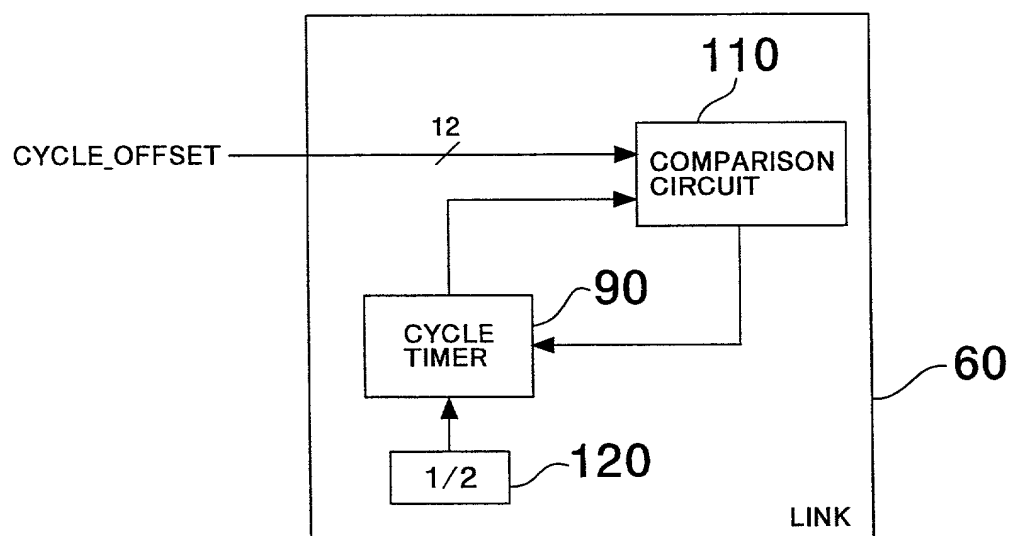 110
12
CYCLE_OFFSET
COMPARISON
CIRCUIT
90
CYCLE
TIMER
60
1/2
120
LINK